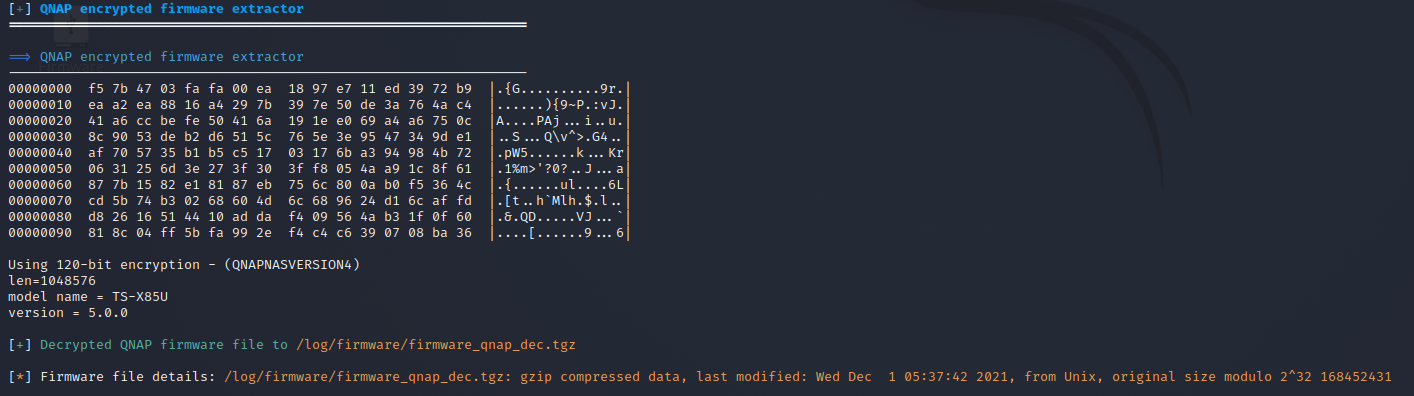 [+] QNAP encrypted firmware extractor
==> QNAP encrypted firmware extractor
00000000  f5 7b 47 03 fa fa 00 ea  18 97 e7 11 ed 39 72 b9  |.{G..........9r.|
00000010  ea a2 ea 88 16 a4 29 7b  39 7e 50 de 3a 76 4a c4  |......){9~P.:vJ.|
00000020  41 a6 cc be fe 50 41 6a  19 1e e0 69 a4 a6 75 0c  |A....PAj...i..u.|
00000030  8c 90 53 de b2 d6 51 5c  76 5e 3e 95 47 34 9d e1  |..S...Q\v^>.G4..|
00000040  af 70 57 35 b1 b5 c5 17  03 17 6b a3 94 98 4b 72  |.pW5......k...Kr|
00000050  06 31 25 6d 3e 27 3f 30  3f f8 05 4a a9 1c 8f 61  |.1%m>'?0?..J...a|
00000060  87 7b 15 82 e1 81 87 eb  75 6c 80 0a b0 f5 36 4c  |.{......ul....6L|
00000070  cd 5b 74 b3 02 68 60 4d  6c 68 96 24 d1 6c af fd  |.[t..h`Mlh.$.l..|
00000080  d8 26 16 51 44 10 ad da  f4 09 56 4a b3 1f 0f 60  |.&.QD.....VJ...`|
00000090  81 8c 04 ff 5b fa 99 2e  f4 c4 c6 39 07 08 ba 36  |....[......9...6|
Using 120-bit encryption - (QNAPNASVERSION4)
len=1048576
model name = TS-X85U
version = 5.0.0
[+] Decrypted QNAP firmware file to /log/firmware/firmware_qnap_dec.tgz
[*] Firmware file details: /log/firmware/firmware_qnap_dec.tgz: gzip compressed data, last modified: Wed Dec  1 05:37:42 2021, from Unix, original size modulo 2^32 168452431